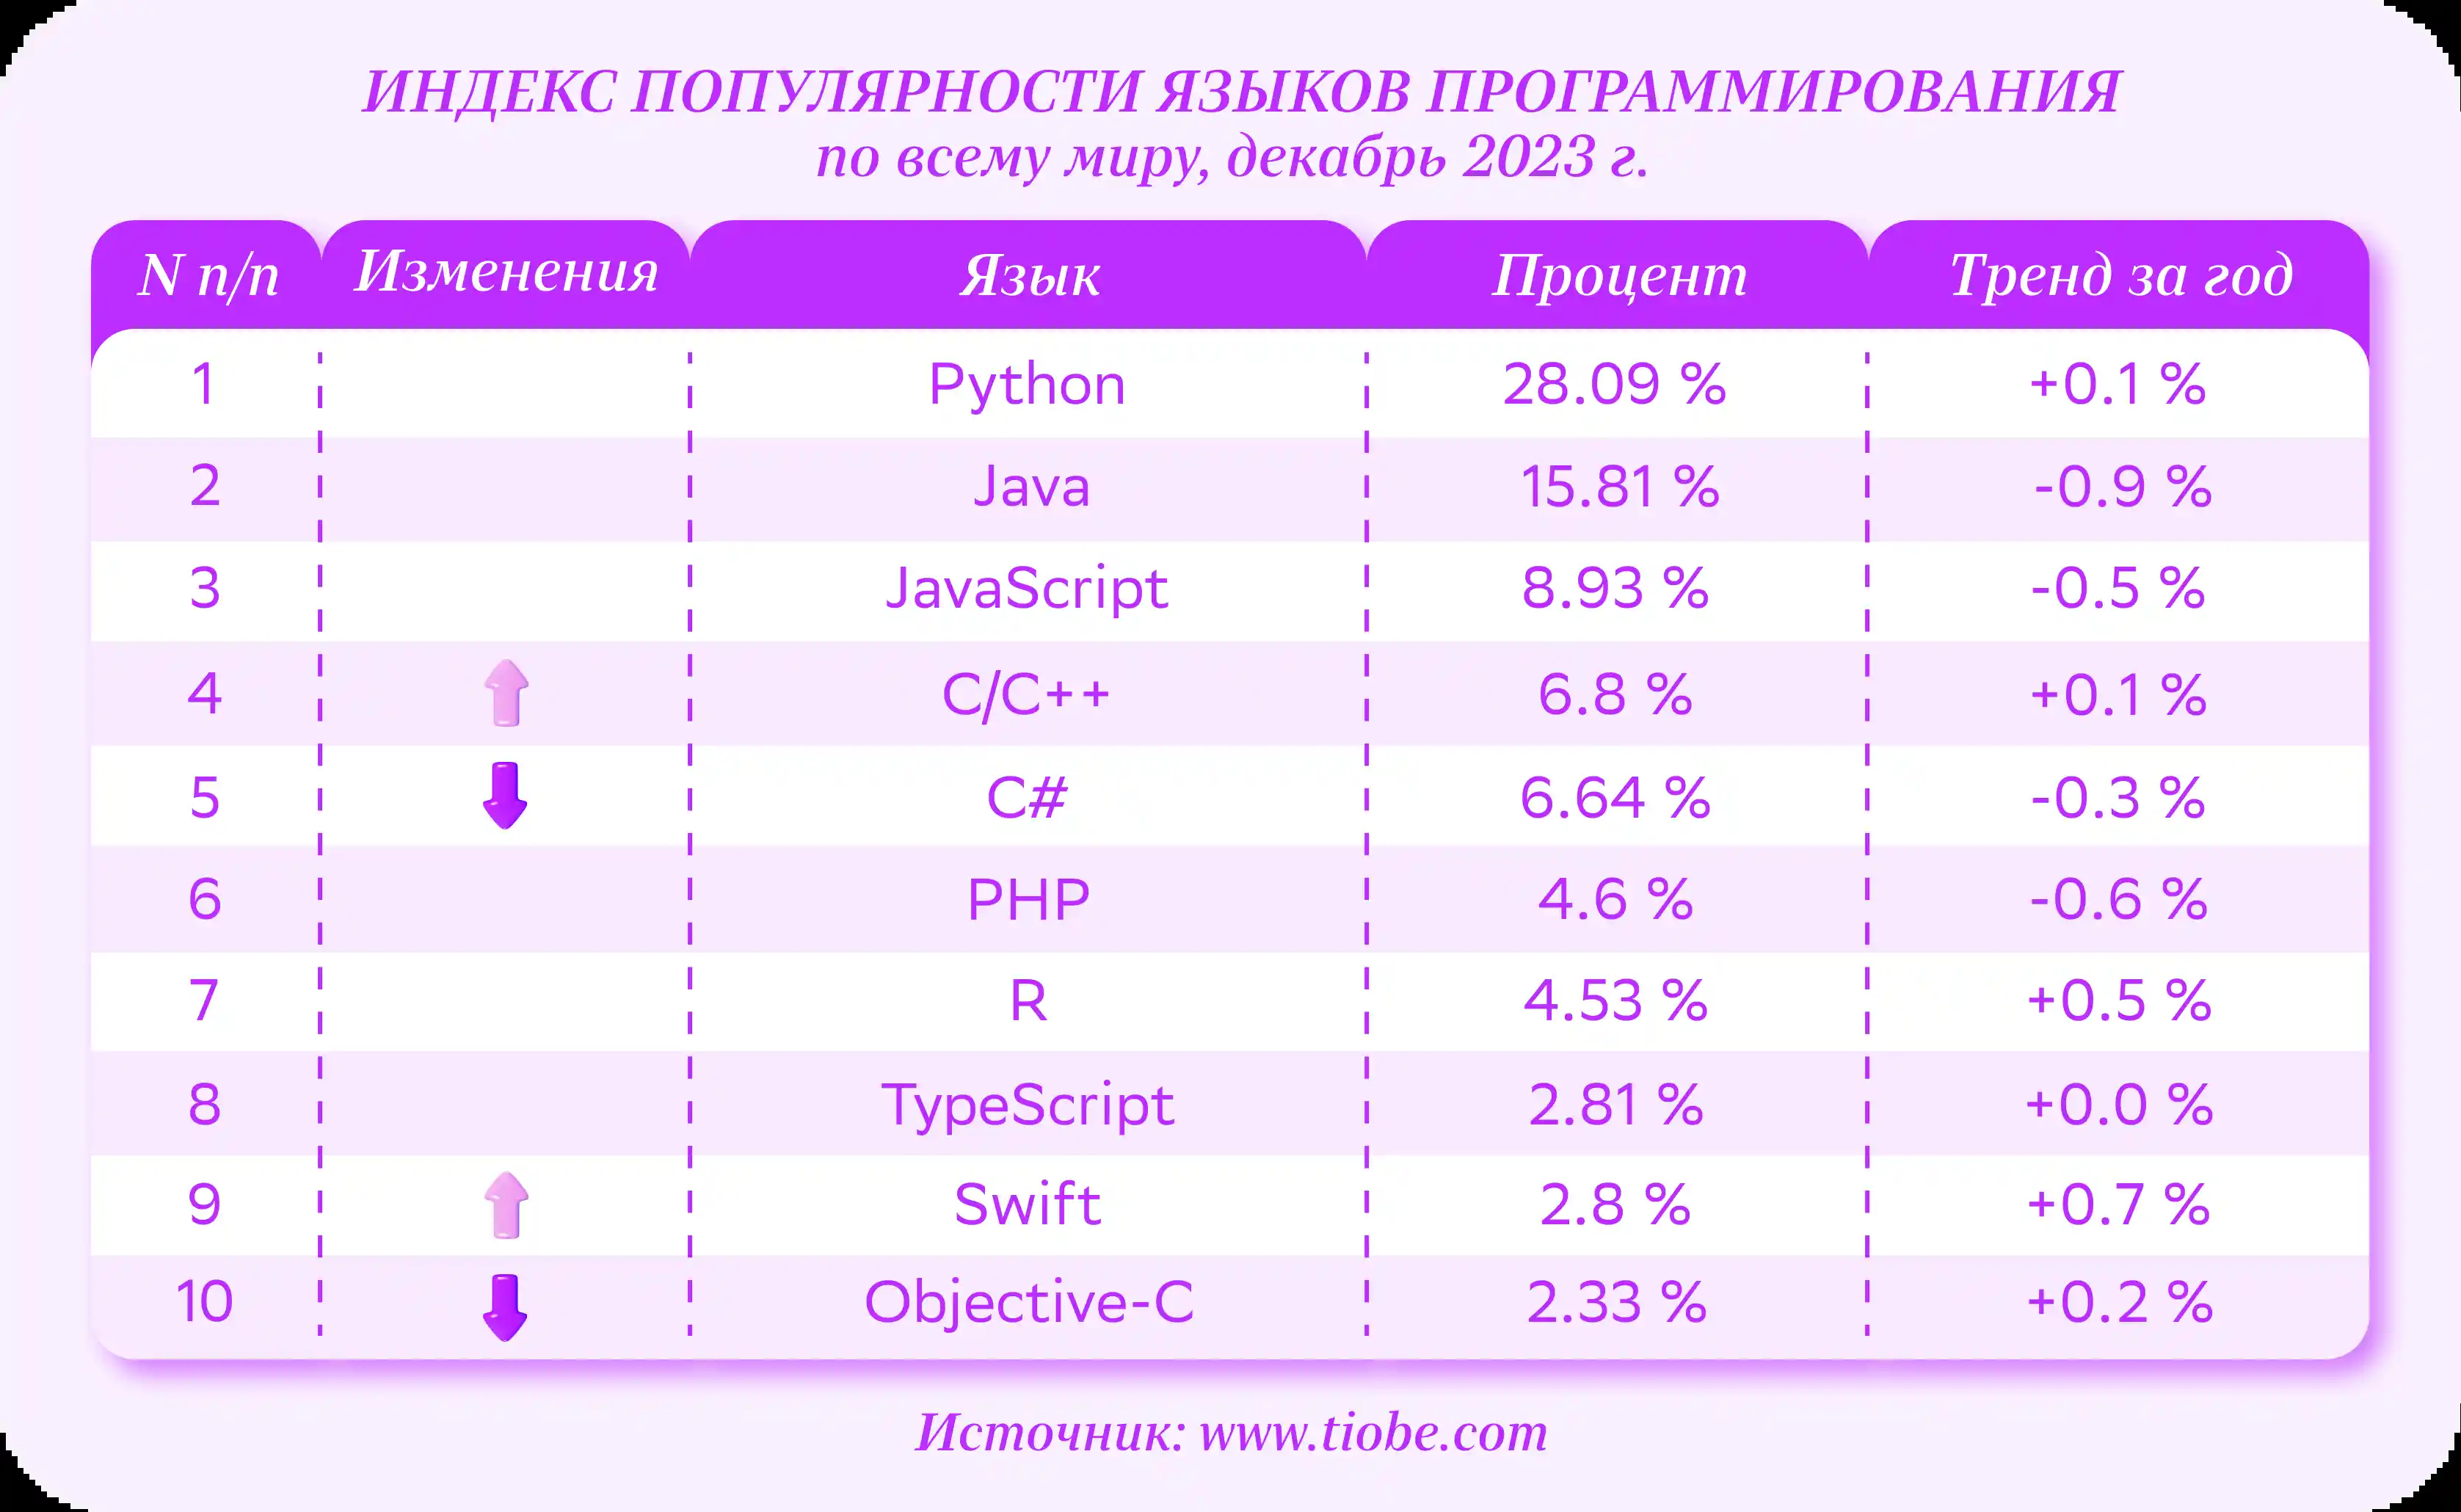 ИНДЕКС ПОПУЛЯРНОСТИ ЯЗЫКОВ ПРОГРАММИРОВАНИЯ
по всему миру, декабрь 2023 г.
N п/п Изменения Язык Процент Тренд за год
1 Python 28.09 % +0.1 %
2 Java 15.81 % -0.9 %
3 JavaScript 8.93 % -0.5 %
4 C/C++ 6.8 % +0.1 %
5 C# 6.64 % -0.3 %
6 PHP 4.6 % -0.6 %
7 R 4.53 % +0.5 %
8 TypeScript 2.81 % +0.0 %
9 Swift 2.8 % +0.7 %
10 Objective-C 2.33 % +0.2 %
Источник: www.tiobe.com